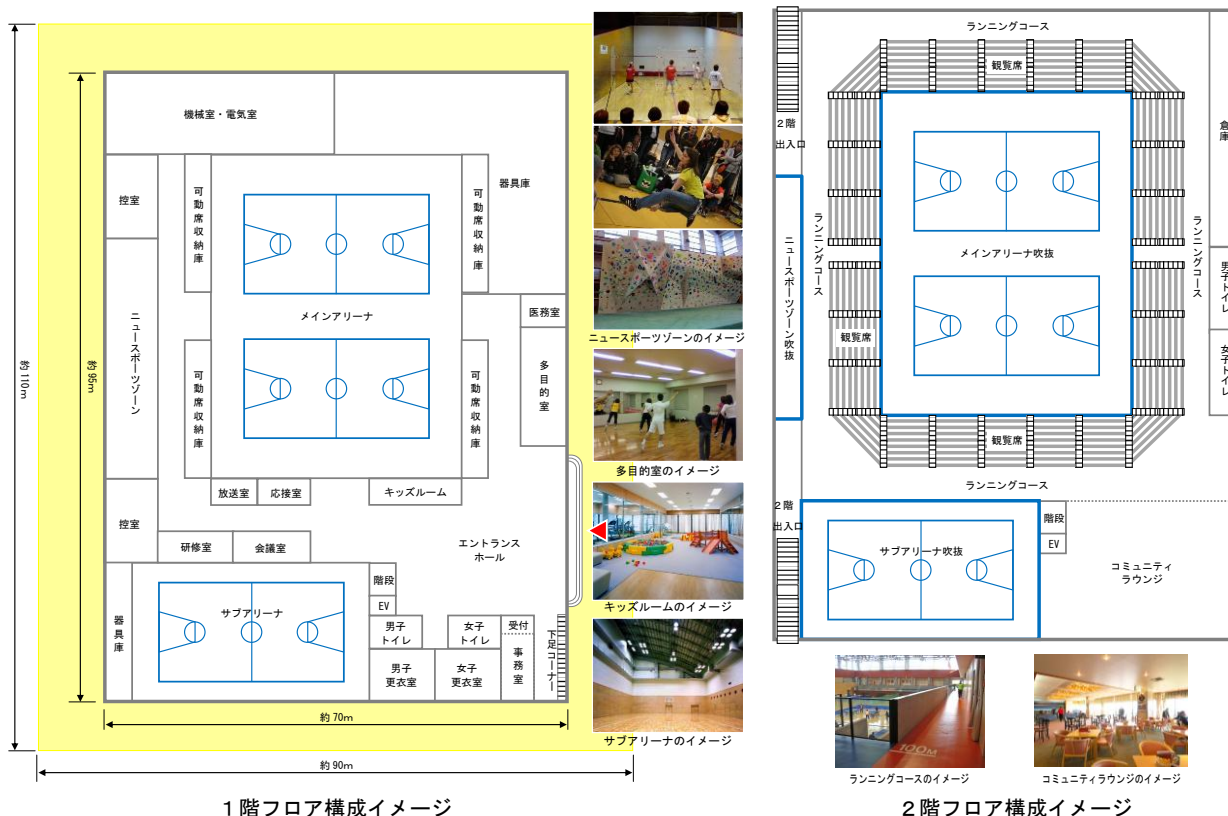 機械室・電気室
器具庫
控室
可動席収納庫
可動席収納庫
ニュースポーツゾーン
メインアリーナ
医務室
多目的室
可動席収納庫
可動席収納庫
放送室
応接室
キッズルーム
控室
研修室
会議室
エントランス
ホール
器具庫
サブアリーナ
階段
EV
男子
トイレ
女子
トイレ
受付
男子
更衣室
女子
更衣室
事務室
下足コーナー
約110m
約95m
約70m
約90m
1階フロア構成イメージ
ニュースポーツゾーンのイメージ
多目的室のイメージ
キッズルームのイメージ
サブアリーナのイメージ
ランニングコース
観覧席
2階
出入口
倉庫
ランニングコース
ランニングコース
メインアリーナ吹抜
ニュースポーツゾーン吹抜
男子トイレ
女子トイレ
観覧席
観覧席
ランニングコース
2階
出入口
サブアリーナ吹抜
階段
EV
コミュニティ
ラウンジ
100M
ランニングコースのイメージ
コミュニティラウンジのイメージ
2階フロア構成イメージ